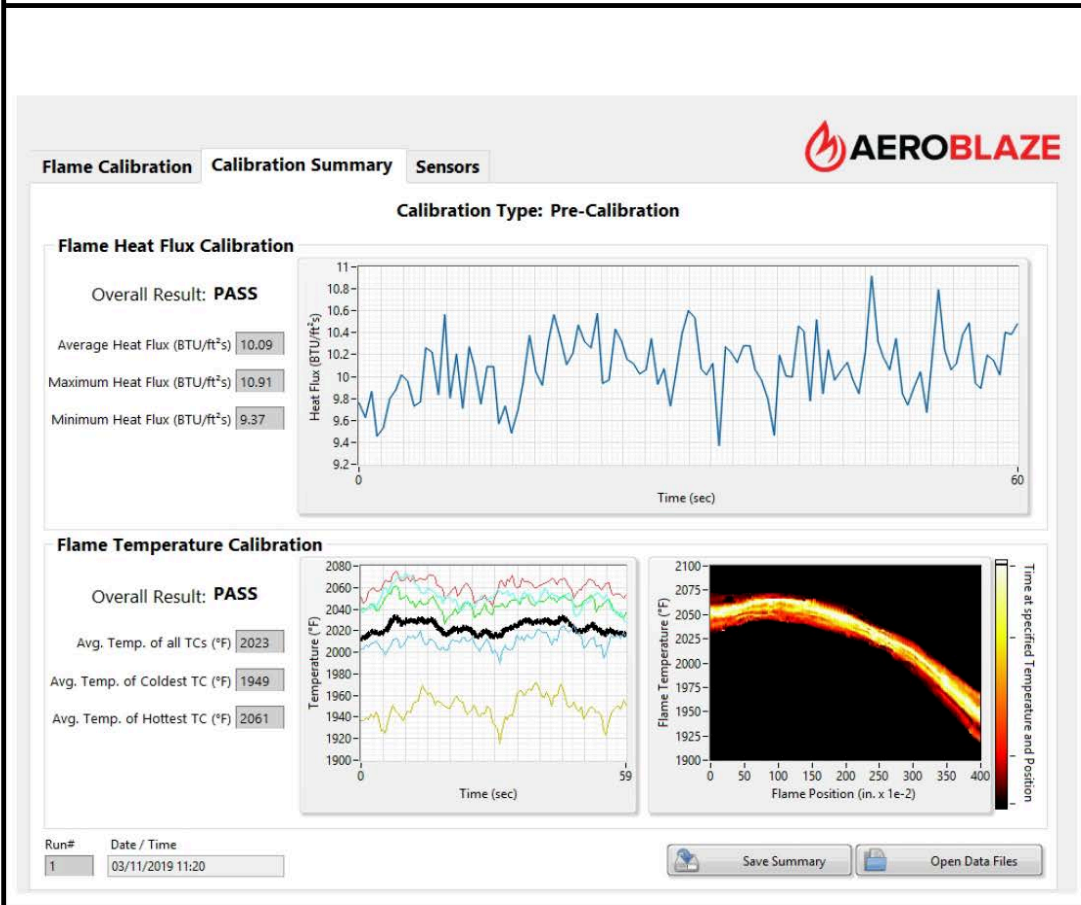 AEROBLAZE
Flame Calibration Calibration Summary Sensors
Calibration Type: Pre-Calibration
Flame Heat Flux Calibration
Overall Result: PASS
Average Heat Flux (BTU/ft²s) 10.09
Maximum Heat Flux (BTU/ft²s) 10.91
Minimum Heat Flux (BTU/ft²s) 9.37
Heat Flux (BTU/ft²s)
11
10.8
10.6
10.4
10.2
10
9.8
9.6
9.4
9.2
0 60
Time (sec)
Flame Temperature Calibration
Overall Result: PASS
Avg. Temp. of all TCs (°F) 2023
Avg. Temp. of Coldest TC (°F) 1949
Avg. Temp. of Hottest TC (°F) 2061
Temperature (°F)
2080
2060
2040
2020
2000
1980
1960
1940
1920
1900
0 59
Time (sec)
Flame Temperature (°F)
2100
2075
2050
2025
2000
1975
1950
1925
1900
0 50 100 150 200 250 300 350 400
Flame Position (in. x 1e-2)
Time at specified Temperature and Position
Run# Date / Time
1 03/11/2019 11:20
Save Summary Open Data Files